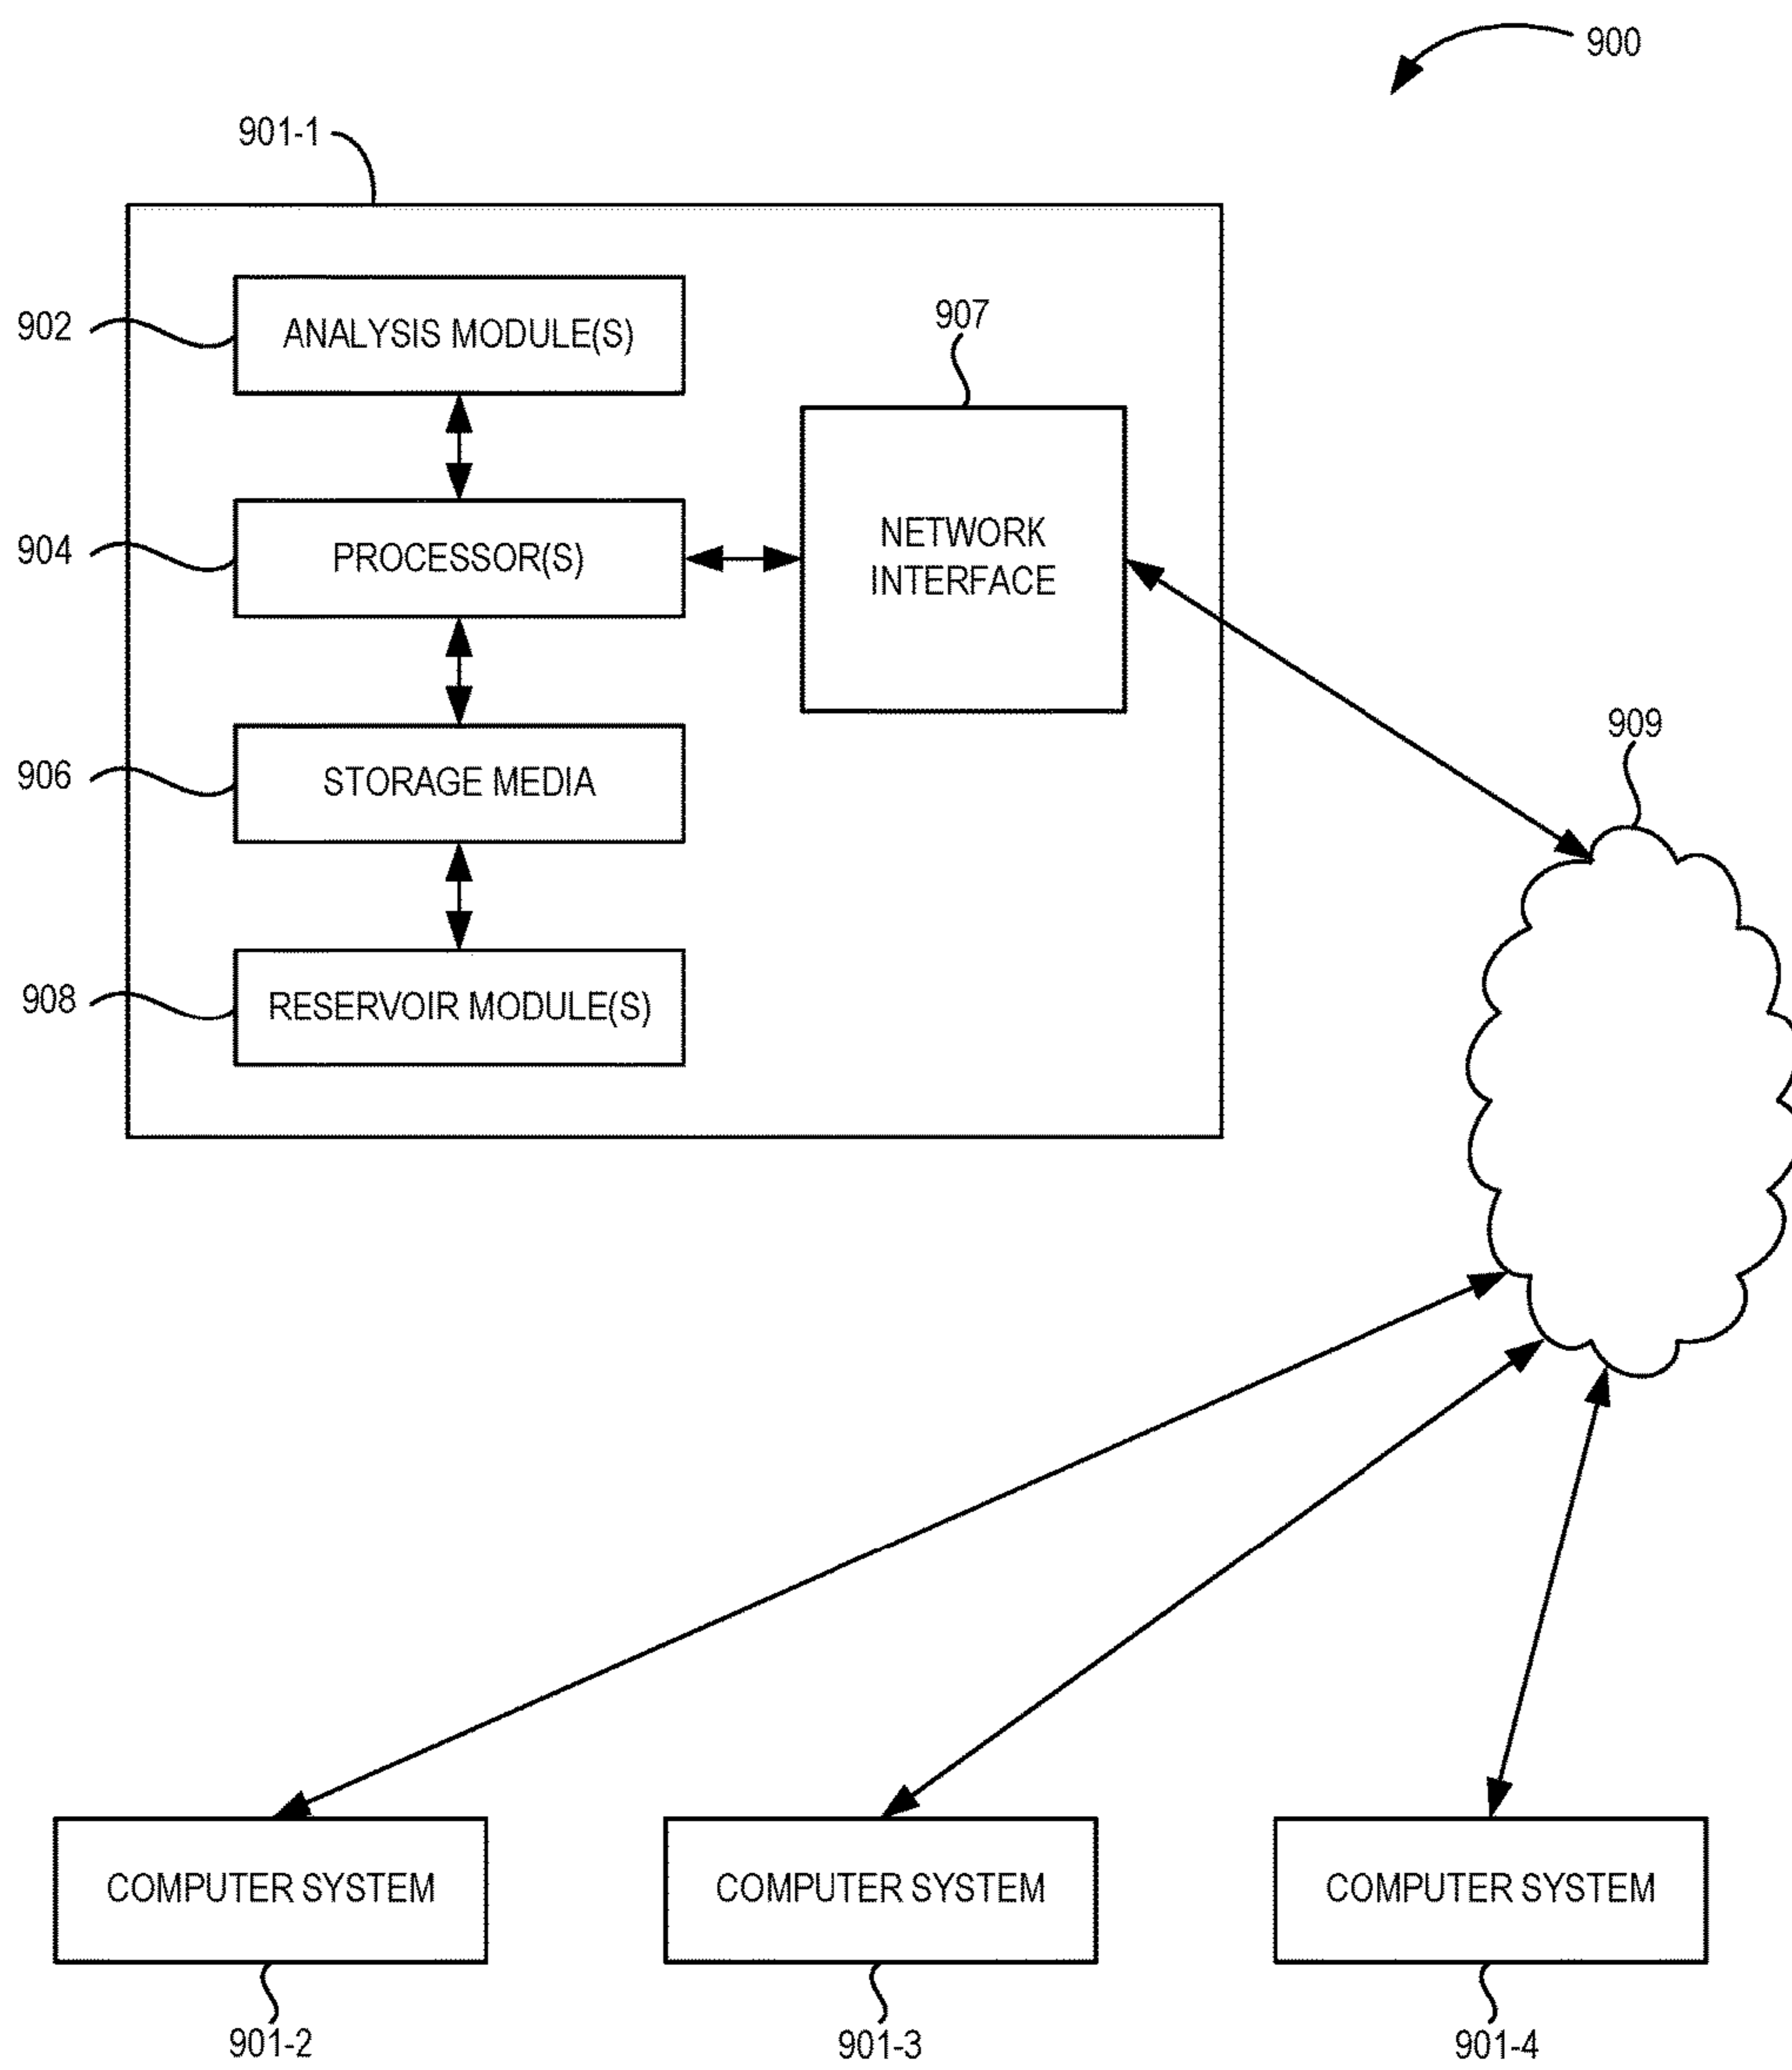 900
901-1
902
ANALYSIS MODULE(S)
907
904
PROCESSOR(S)
NETWORK
INTERFACE
909
906
STORAGE MEDIA
908
RESERVOIR MODULE(S)
COMPUTER SYSTEM
COMPUTER SYSTEM
COMPUTER SYSTEM
901-2
901-3
901-4